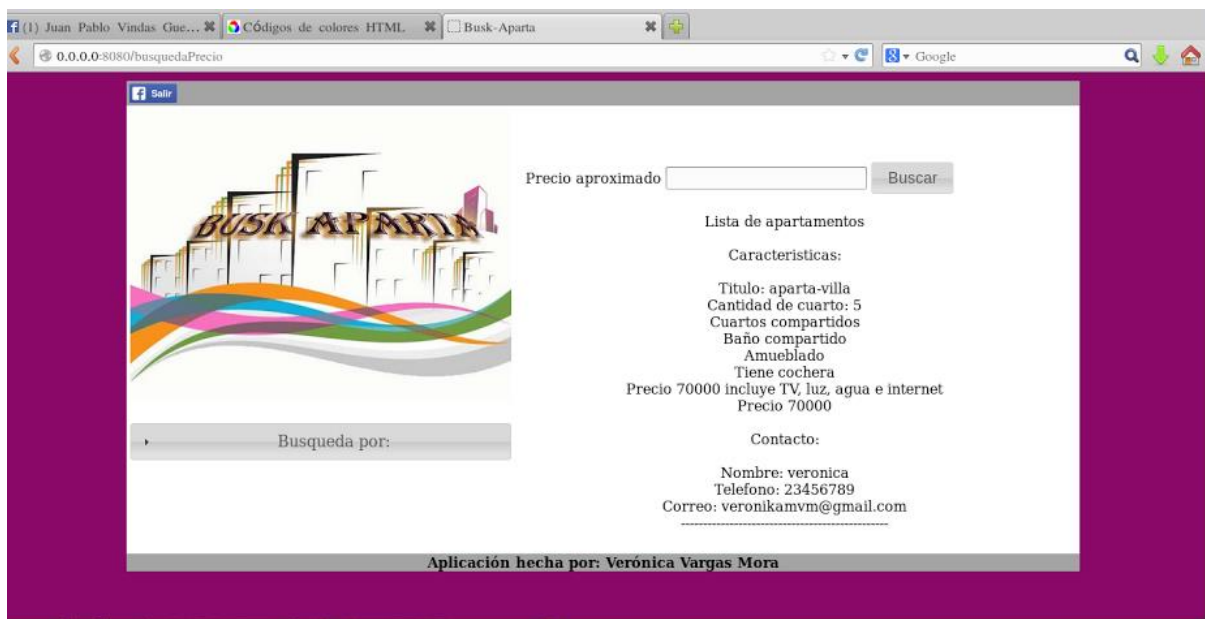 (1) Juan Pablo Vindas Gue...
Códigos de colores HTML
Busk-Aparta
0.0.0.0:8080/busquedaPrecio
Google
Salir
BUSK APARTA
Precio aproximado
Buscar
Lista de apartamentos
Caracteristicas:
Titulo: aparta-villa
Cantidad de cuarto: 5
Cuartos compartidos
Baño compartido
Amueblado
Tiene cochera
Precio 70000 incluye TV, luz, agua e internet
Precio 70000
Busqueda por:
Contacto:
Nombre: veronica
Telefono: 23456789
Correo: veronikamvm@gmail.com
-----------------------------------------------
Aplicación hecha por: Verónica Vargas Mora